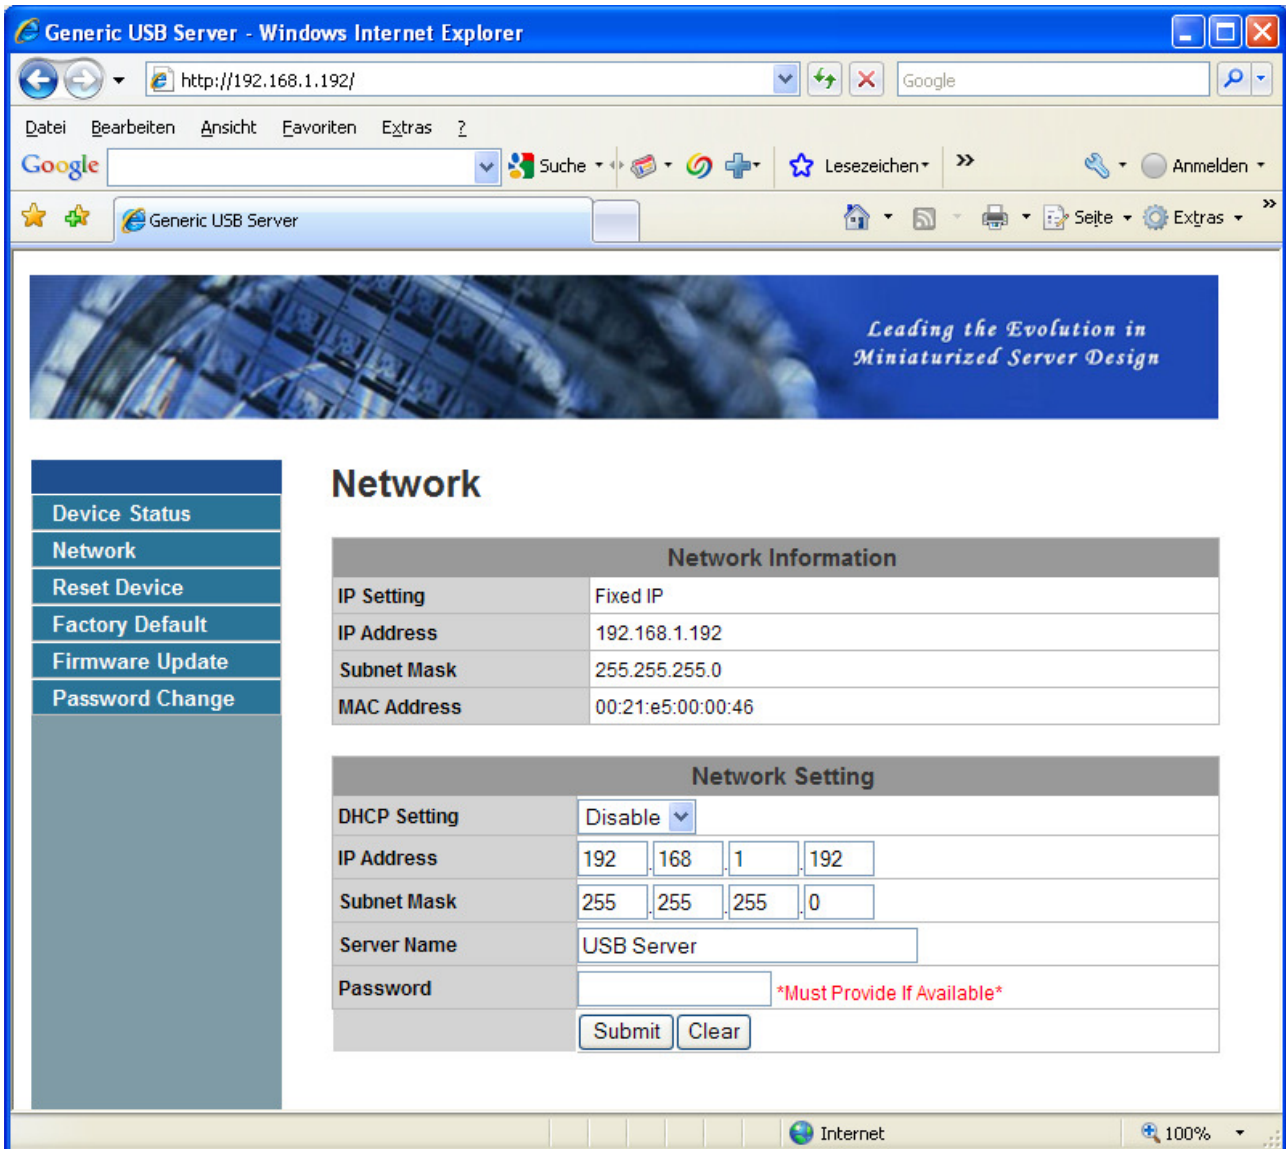 Generic USB Server - Windows Internet Explorer
http://192.168.1.192/
Google
Datei Bearbeiten Ansicht Favoriten Extras ?
Google Suche Lesezeichen » Anmelden
Generic USB Server Seite Extras »
Leading the Evolution in
Miniaturized Server Design
Device Status
Network
Reset Device
Factory Default
Firmware Update
Password Change
Network
Network Information
IP Setting Fixed IP
IP Address 192.168.1.192
Subnet Mask 255.255.255.0
MAC Address 00:21:e5:00:00:46
Network Setting
DHCP Setting Disable
IP Address 192 . 168 . 1 . 192
Subnet Mask 255 . 255 . 255 . 0
Server Name USB Server
Password *Must Provide If Available*
Submit Clear
Internet 100%